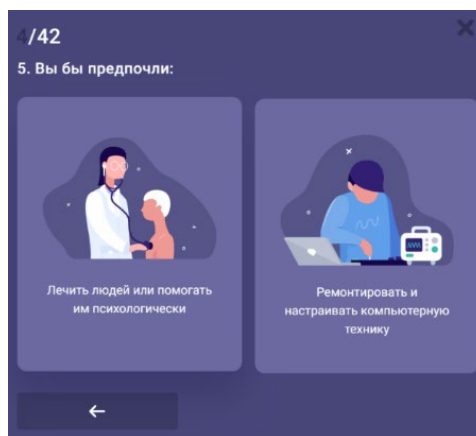 4/42
5. Вы бы предпочли:
Лечить людей или помогать
им психологически
Ремонтировать и
настраивать компьютерную
технику